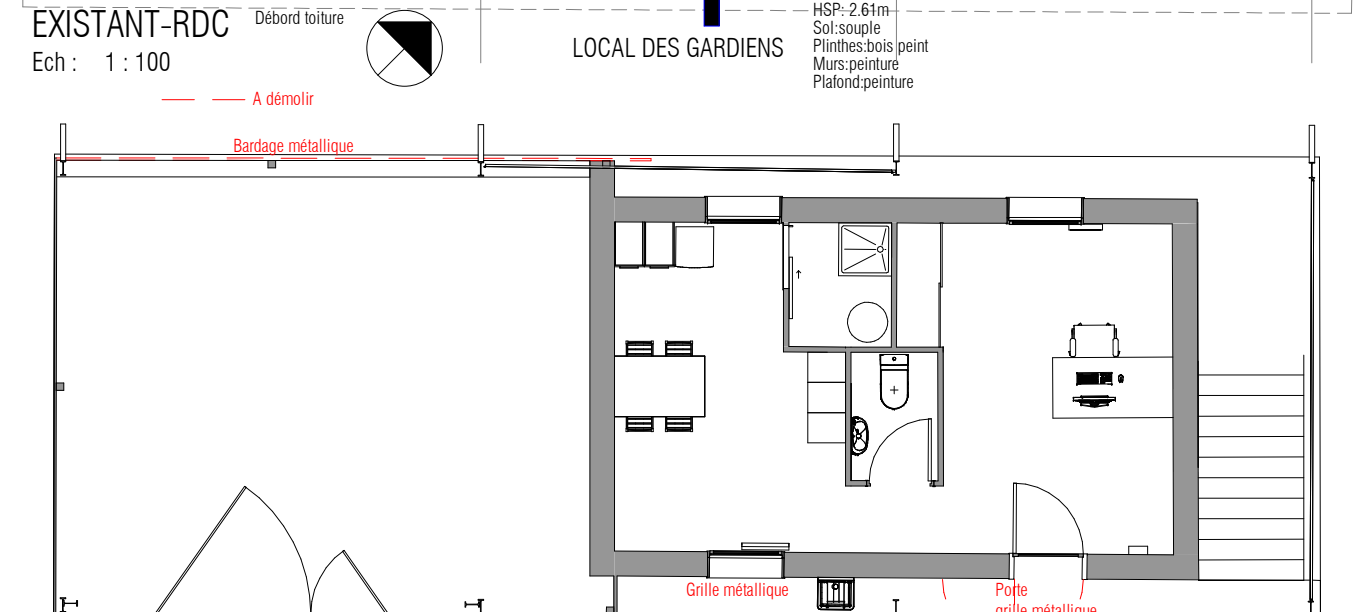 EXISTANT-RDC
Débord toiture
Ech : 1 : 100
A démolir
LOCAL DES GARDIENS
HSP: 2.61m
Sol:souple
Plinthes:bois peint
Murs:peinture
Plafond:peinture
Bardage métallique
Grille métallique
Porte
grille métallique